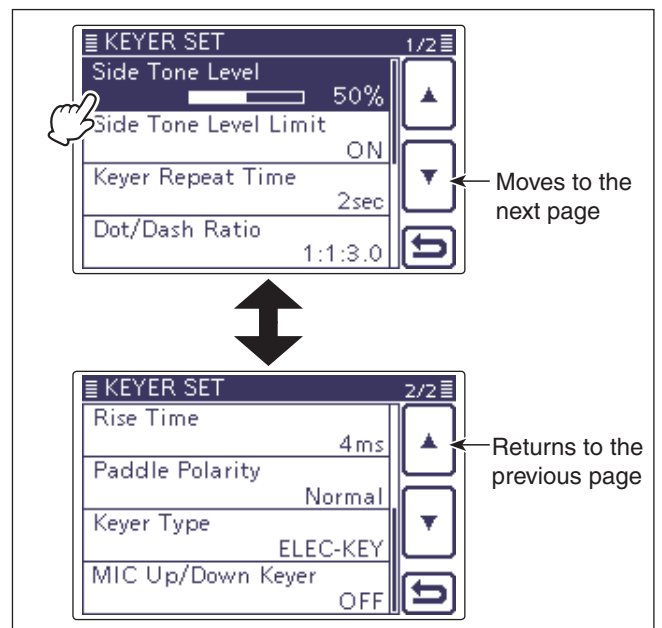 KEYER SET 1/2
Side Tone Level
50%
Side Tone Level Limit
ON
Keyer Repeat Time
2sec
Dot/Dash Ratio
1:1:3.0
Moves to the
next page
KEYER SET 2/2
Rise Time
4ms
Paddle Polarity
Normal
Keyer Type
ELEC-KEY
MIC Up/Down Keyer
OFF
Returns to the
previous page